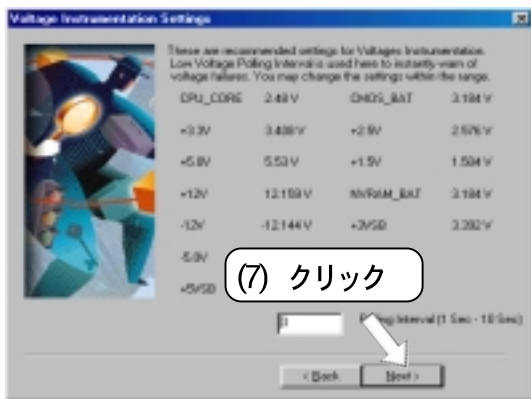 Voltage Instrumentation Settings
These are recommended settings for Voltages Instrumentation.
Low Voltage Polling Interval is used here to instantly warn of
voltage failures. You may change the settings within the range.
CPU_CORE 2.48 V CMOS_BAT 3.184 V
+3.3V 3.408 V +2.5V 2.576 V
+5.0V 5.53 V +1.5V 1.584 V
+12V 12.159 V NVRAM_BAT 3.184 V
-12V -12.144 V +3VSB 3.392 V
-5.0V
+5VSB
(7) クリック
Polling Interval (1 Sec - 10 Sec)
< Back Next >